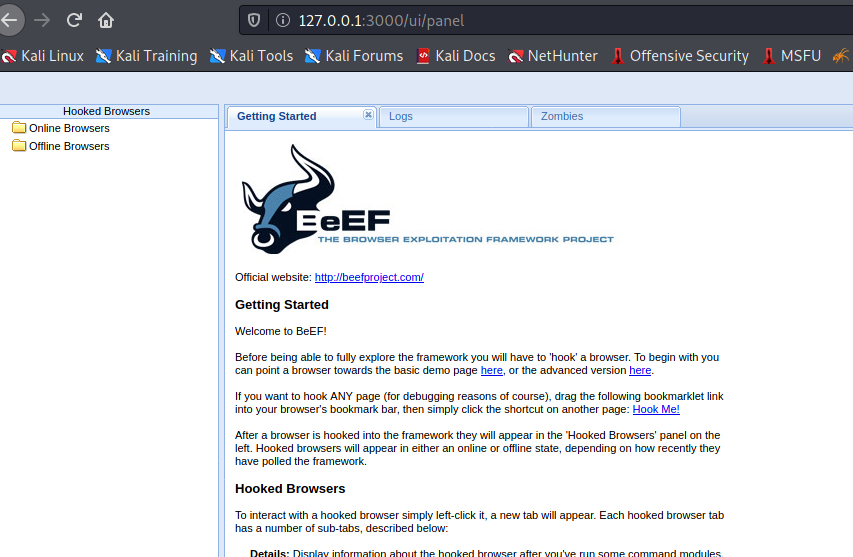 127.0.0.1:3000/ui/panel
Kali Linux Kali Training Kali Tools Kali Forums Kali Docs NetHunter Offensive Security MSFU
Hooked Browsers
Online Browsers
Offline Browsers
Getting Started Logs Zombies
BeEF
THE BROWSER EXPLOITATION FRAMEWORK PROJECT
Official website: http://beefproject.com/
Getting Started
Welcome to BeEF!
Before being able to fully explore the framework you will have to 'hook' a browser. To begin with you
can point a browser towards the basic demo page here, or the advanced version here.
If you want to hook ANY page (for debugging reasons of course), drag the following bookmarklet link
into your browser's bookmark bar, then simply click the shortcut on another page: Hook Me!
After a browser is hooked into the framework they will appear in the 'Hooked Browsers' panel on the
left. Hooked browsers will appear in either an online or offline state, depending on how recently they
have polled the framework.
Hooked Browsers
To interact with a hooked browser simply left-click it, a new tab will appear. Each hooked browser tab
has a number of sub-tabs, described below:
Details: Display information about the hooked browser after you've run some command modules.